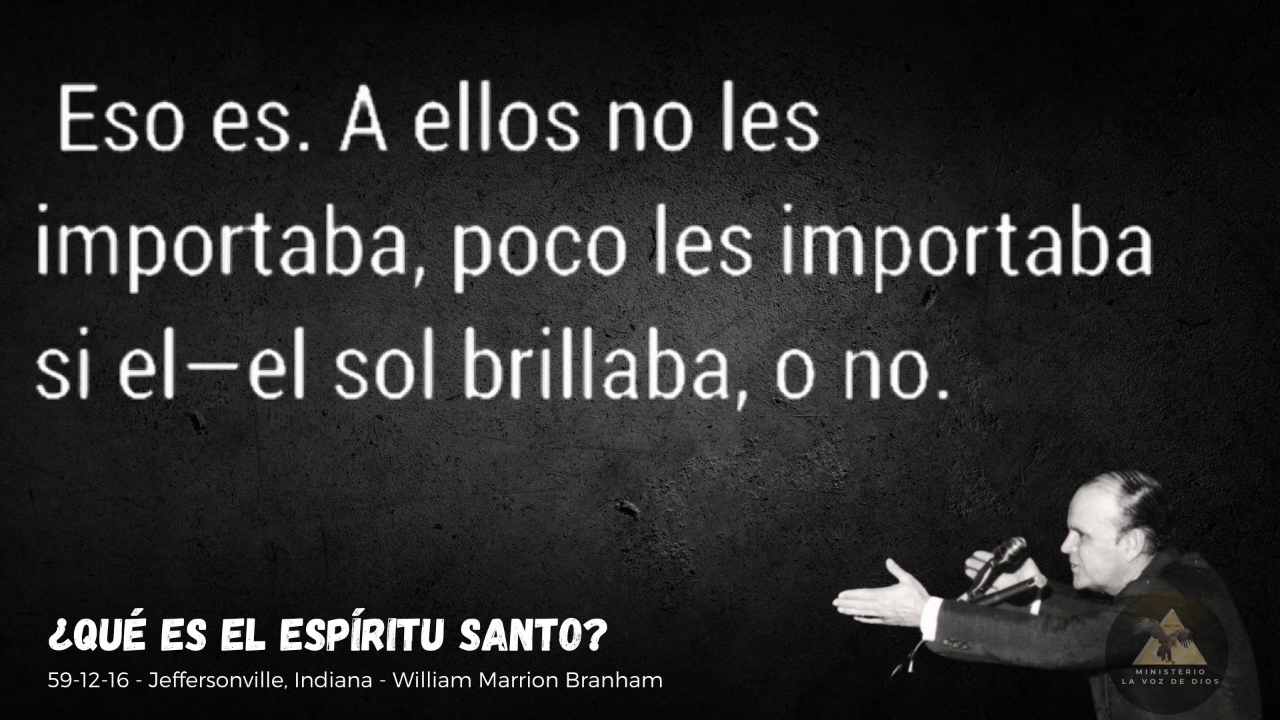 Eso es. A ellos no les
importaba, poco les importaba
si el—el sol brillaba, o no.
¿QUÉ ES EL ESPÍRITU SANTO?
59-12-16 - Jeffersonville, Indiana - William Marrion Branham
MINISTERIO
LA VOZ DE DIOS